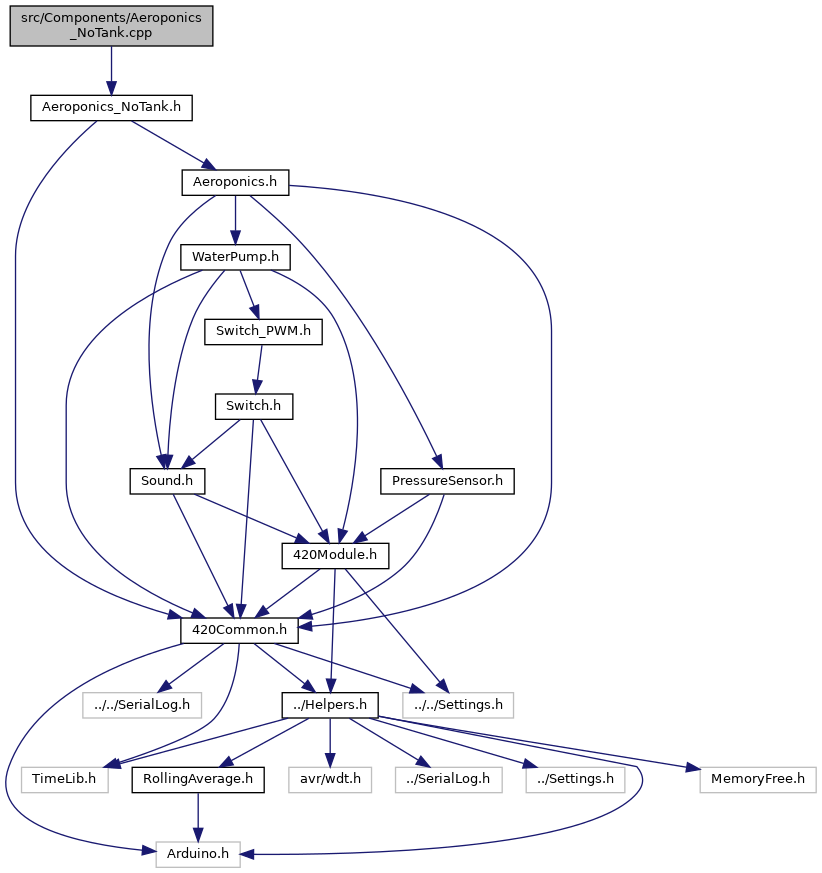 src/Components/Aeroponics
_NoTank.cpp
Aeroponics_NoTank.h
Aeroponics.h
WaterPump.h
Switch_PWM.h
Switch.h
Sound.h
PressureSensor.h
420Module.h
420Common.h
../../SerialLog.h
../Helpers.h
../../Settings.h
TimeLib.h
RollingAverage.h
avr/wdt.h
../SerialLog.h
../Settings.h
MemoryFree.h
Arduino.h